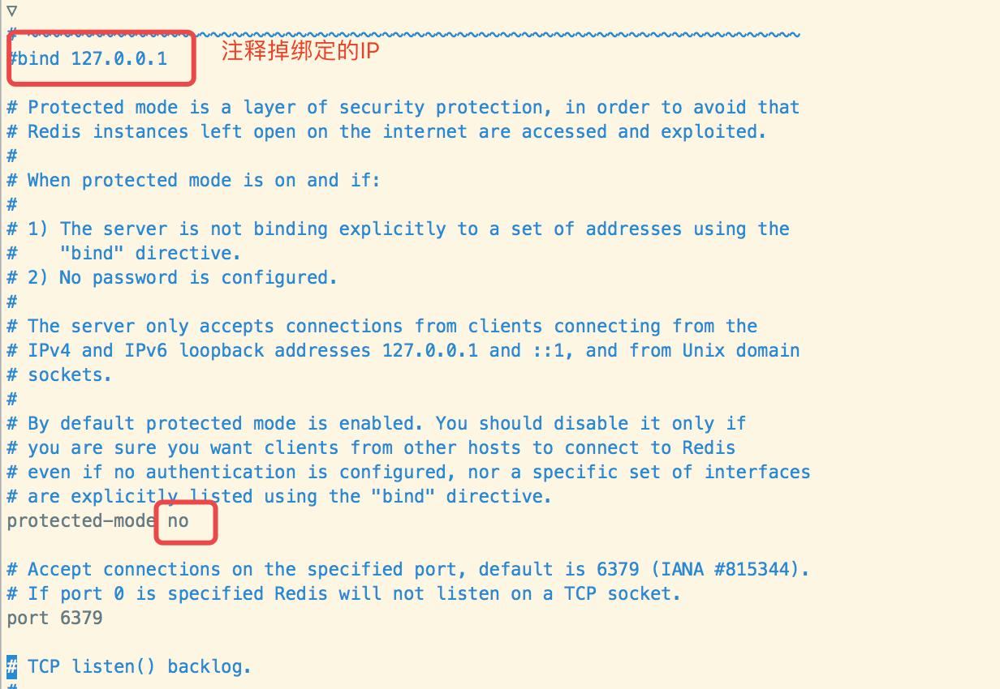 # ~~~~~~~~~~~~~~~~~~~~~~~~~~~~~~~~~~~~~~~~~~~~~~~~~~~~~~~~~~~~~~~~~~~~~~~~
#bind 127.0.0.1 注释掉绑定的IP
# Protected mode is a layer of security protection, in order to avoid that
# Redis instances left open on the internet are accessed and exploited.
#
# When protected mode is on and if:
#
# 1) The server is not binding explicitly to a set of addresses using the
#    "bind" directive.
# 2) No password is configured.
#
# The server only accepts connections from clients connecting from the
# IPv4 and IPv6 loopback addresses 127.0.0.1 and ::1, and from Unix domain
# sockets.
#
# By default protected mode is enabled. You should disable it only if
# you are sure you want clients from other hosts to connect to Redis
# even if no authentication is configured, nor a specific set of interfaces
# are explicitly listed using the "bind" directive.
protected-mode no
# Accept connections on the specified port, default is 6379 (IANA #815344).
# If port 0 is specified Redis will not listen on a TCP socket.
port 6379
# TCP listen() backlog.
#